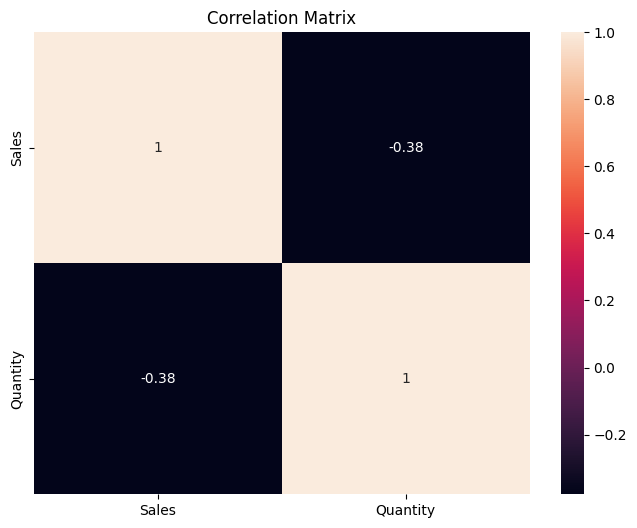 Correlation Matrix
Sales
Quantity
1
-0.38
-0.38
1
Sales
Quantity
1.0
0.8
0.6
0.4
0.2
0.0
−0.2